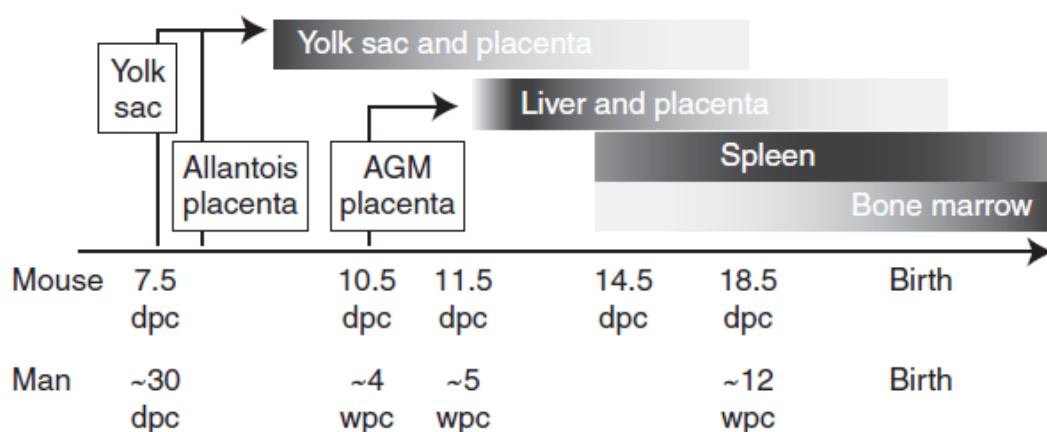 Yolk sac and placenta
Yolk
sac
Liver and placenta
Allantois
placenta
AGM
placenta
Spleen
Bone marrow
Mouse 7.5 10.5 11.5 14.5 18.5 Birth
dpc dpc dpc dpc dpc
Man ~30 ~4 ~5 ~12 Birth
dpc wpc wpc wpc